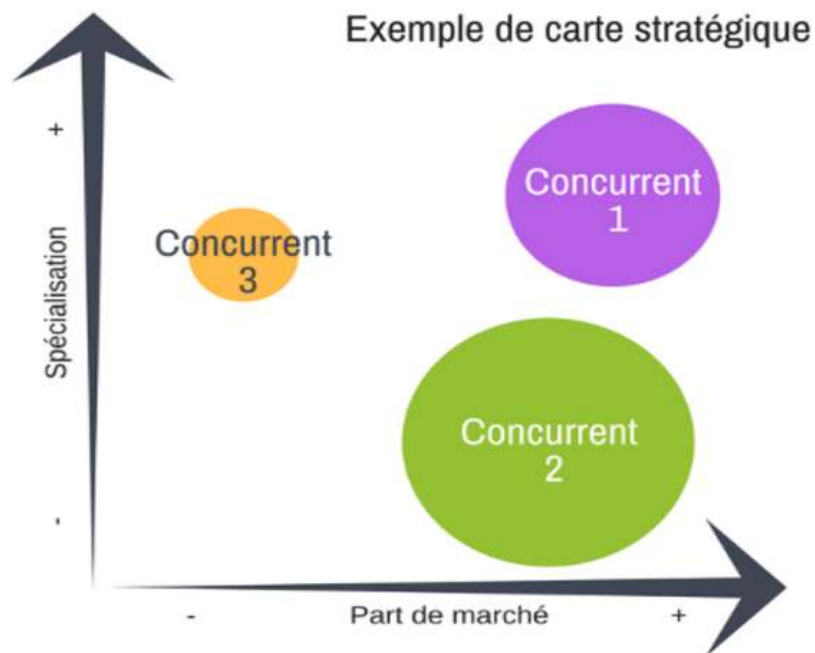 Exemple de carte stratégique
+
Concurrent
1
Concurrent
3
Spécialisation
Concurrent
2
-
- Part de marché +